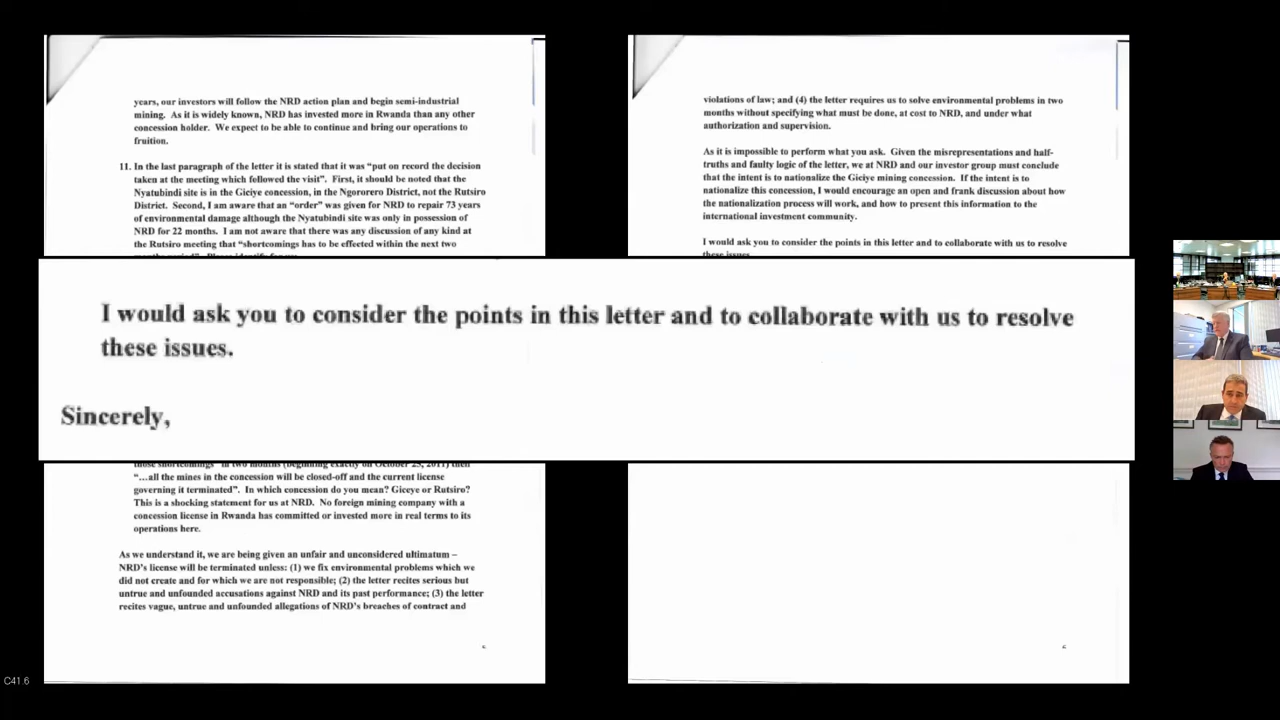 years, our investors will follow the NRD action plan and begin semi-industrial
mining. As it is widely known, NRD has invested more in Rwanda than any other
concession holder. We expect to be able to continue and bring our operations to
fruition.
11. In the last paragraph of the letter it is stated that it was "put on record the decision
taken at the meeting which followed the visit". First, it should be noted that the
Nyatubindi site is in the Giciye concession, in the Ngororero District, not the Rutsiro
District. Second, I am aware that an "order" was given for NRD to repair 73 years
of environmental damage although the Nyatubindi site was only in possession of
NRD for 22 months. I am not aware that there was any discussion of any kind at
the Rutsiro meeting that "shortcomings has to be effected within the next two
those shortcomings" in two months (beginning exactly on October 25, 2011) then
"…all the mines in the concession will be closed-off and the current license
governing it terminated". In which concession do you mean? Giceye or Rutsiro?
This is a shocking statement for us at NRD. No foreign mining company with a
concession license in Rwanda has committed or invested more in real terms to its
operations here.
As we understand it, we are being given an unfair and unconsidered ultimatum –
NRD's license will be terminated unless: (1) we fix environmental problems which we
did not create and for which we are not responsible; (2) the letter recites serious but
untrue and unfounded accusations against NRD and its past performance; (3) the letter
recites vague, untrue and unfounded allegations of NRD's breaches of contract and
violations of law; and (4) the letter requires us to solve environmental problems in two
months without specifying what must be done, at cost to NRD, and under what
authorization and supervision.
As it is impossible to perform what you ask. Given the misrepresentations and half-
truths and faulty logic of the letter, we at NRD and our investor group must conclude
that the intent is to nationalize the Giciye mining concession. If the intent is to
nationalize this concession, I would encourage an open and frank discussion about how
the nationalization process will work, and how to present this information to the
international investment community.
I would ask you to consider the points in this letter and to collaborate with us to resolve
these issues.
I would ask you to consider the points in this letter and to collaborate with us to resolve
these issues.
Sincerely,
C41.6